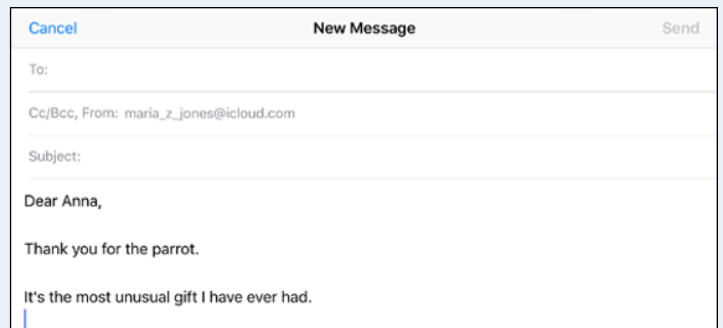 Cancel New Message Send
To:
Cc/Bcc, From: maria_z_jones@icloud.com
Subject:
Dear Anna,
Thank you for the parrot.
It's the most unusual gift I have ever had.